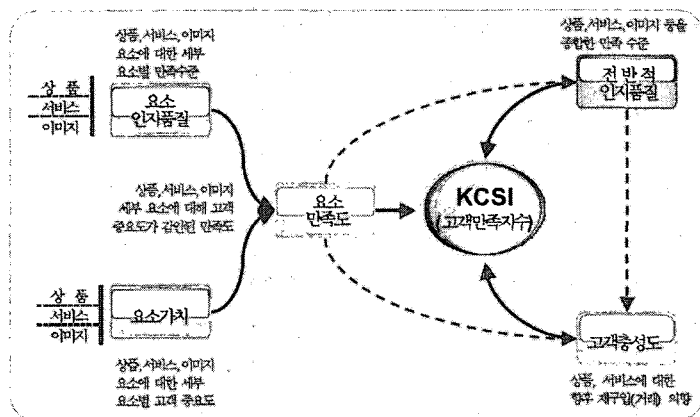 상품,서비스,이미지
요소에 대한 세부
요소별 만족수준
상 품
서비스
이미지
요소
인지품질
상품,서비스,이미지
세부 요소에 대해 고객
중요도가 감안된 만족도
요소
만족도
KCSI
(고객만족지수)
상품,서비스,이미지 등을
종합한 만족 수준
전 반 적
인지품질
상 품
서비스
이미지
요소가치
상품,서비스,이미지
요소에 대한 세부
요소별 고객 중요도
고객충성도
상품, 서비스에 대한
향후 재구입(거래) 의향